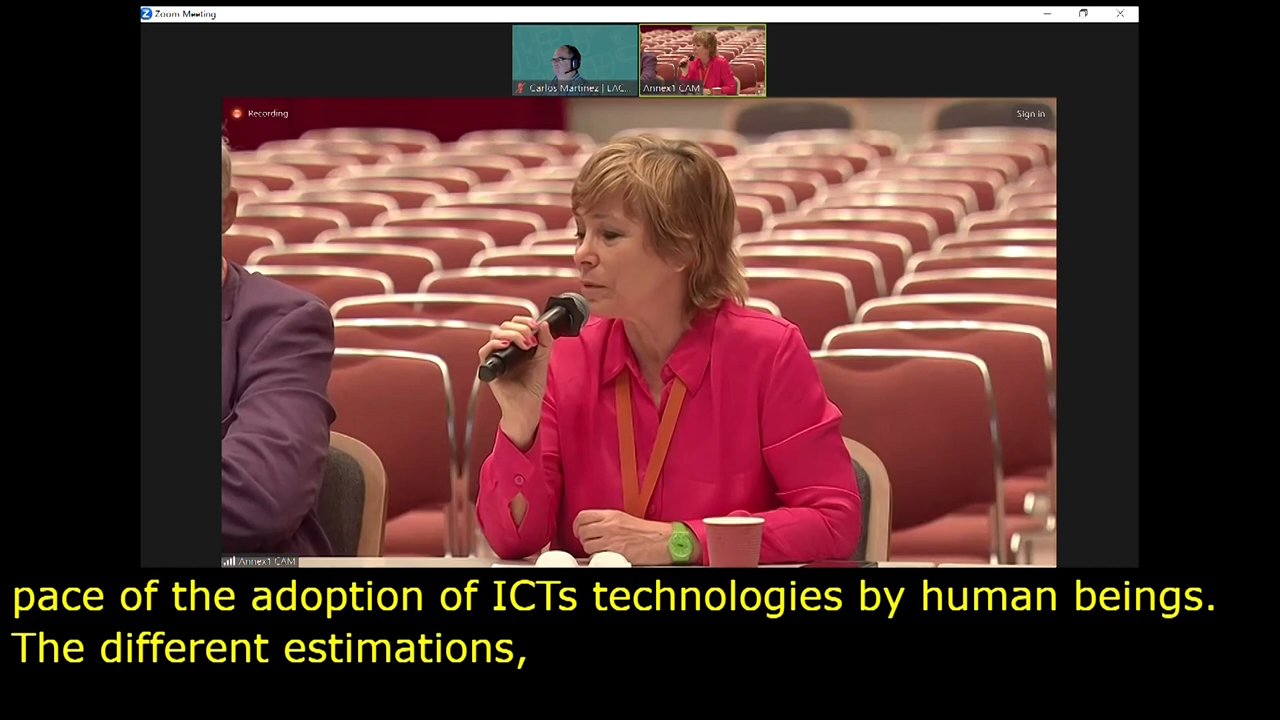 Zoom Meeting
Carlos Martinez | LAC...
Annex1 CAM
Recording
Sign in
Annex1 CAM
pace of the adoption of ICTs technologies by human beings.
The different estimations,